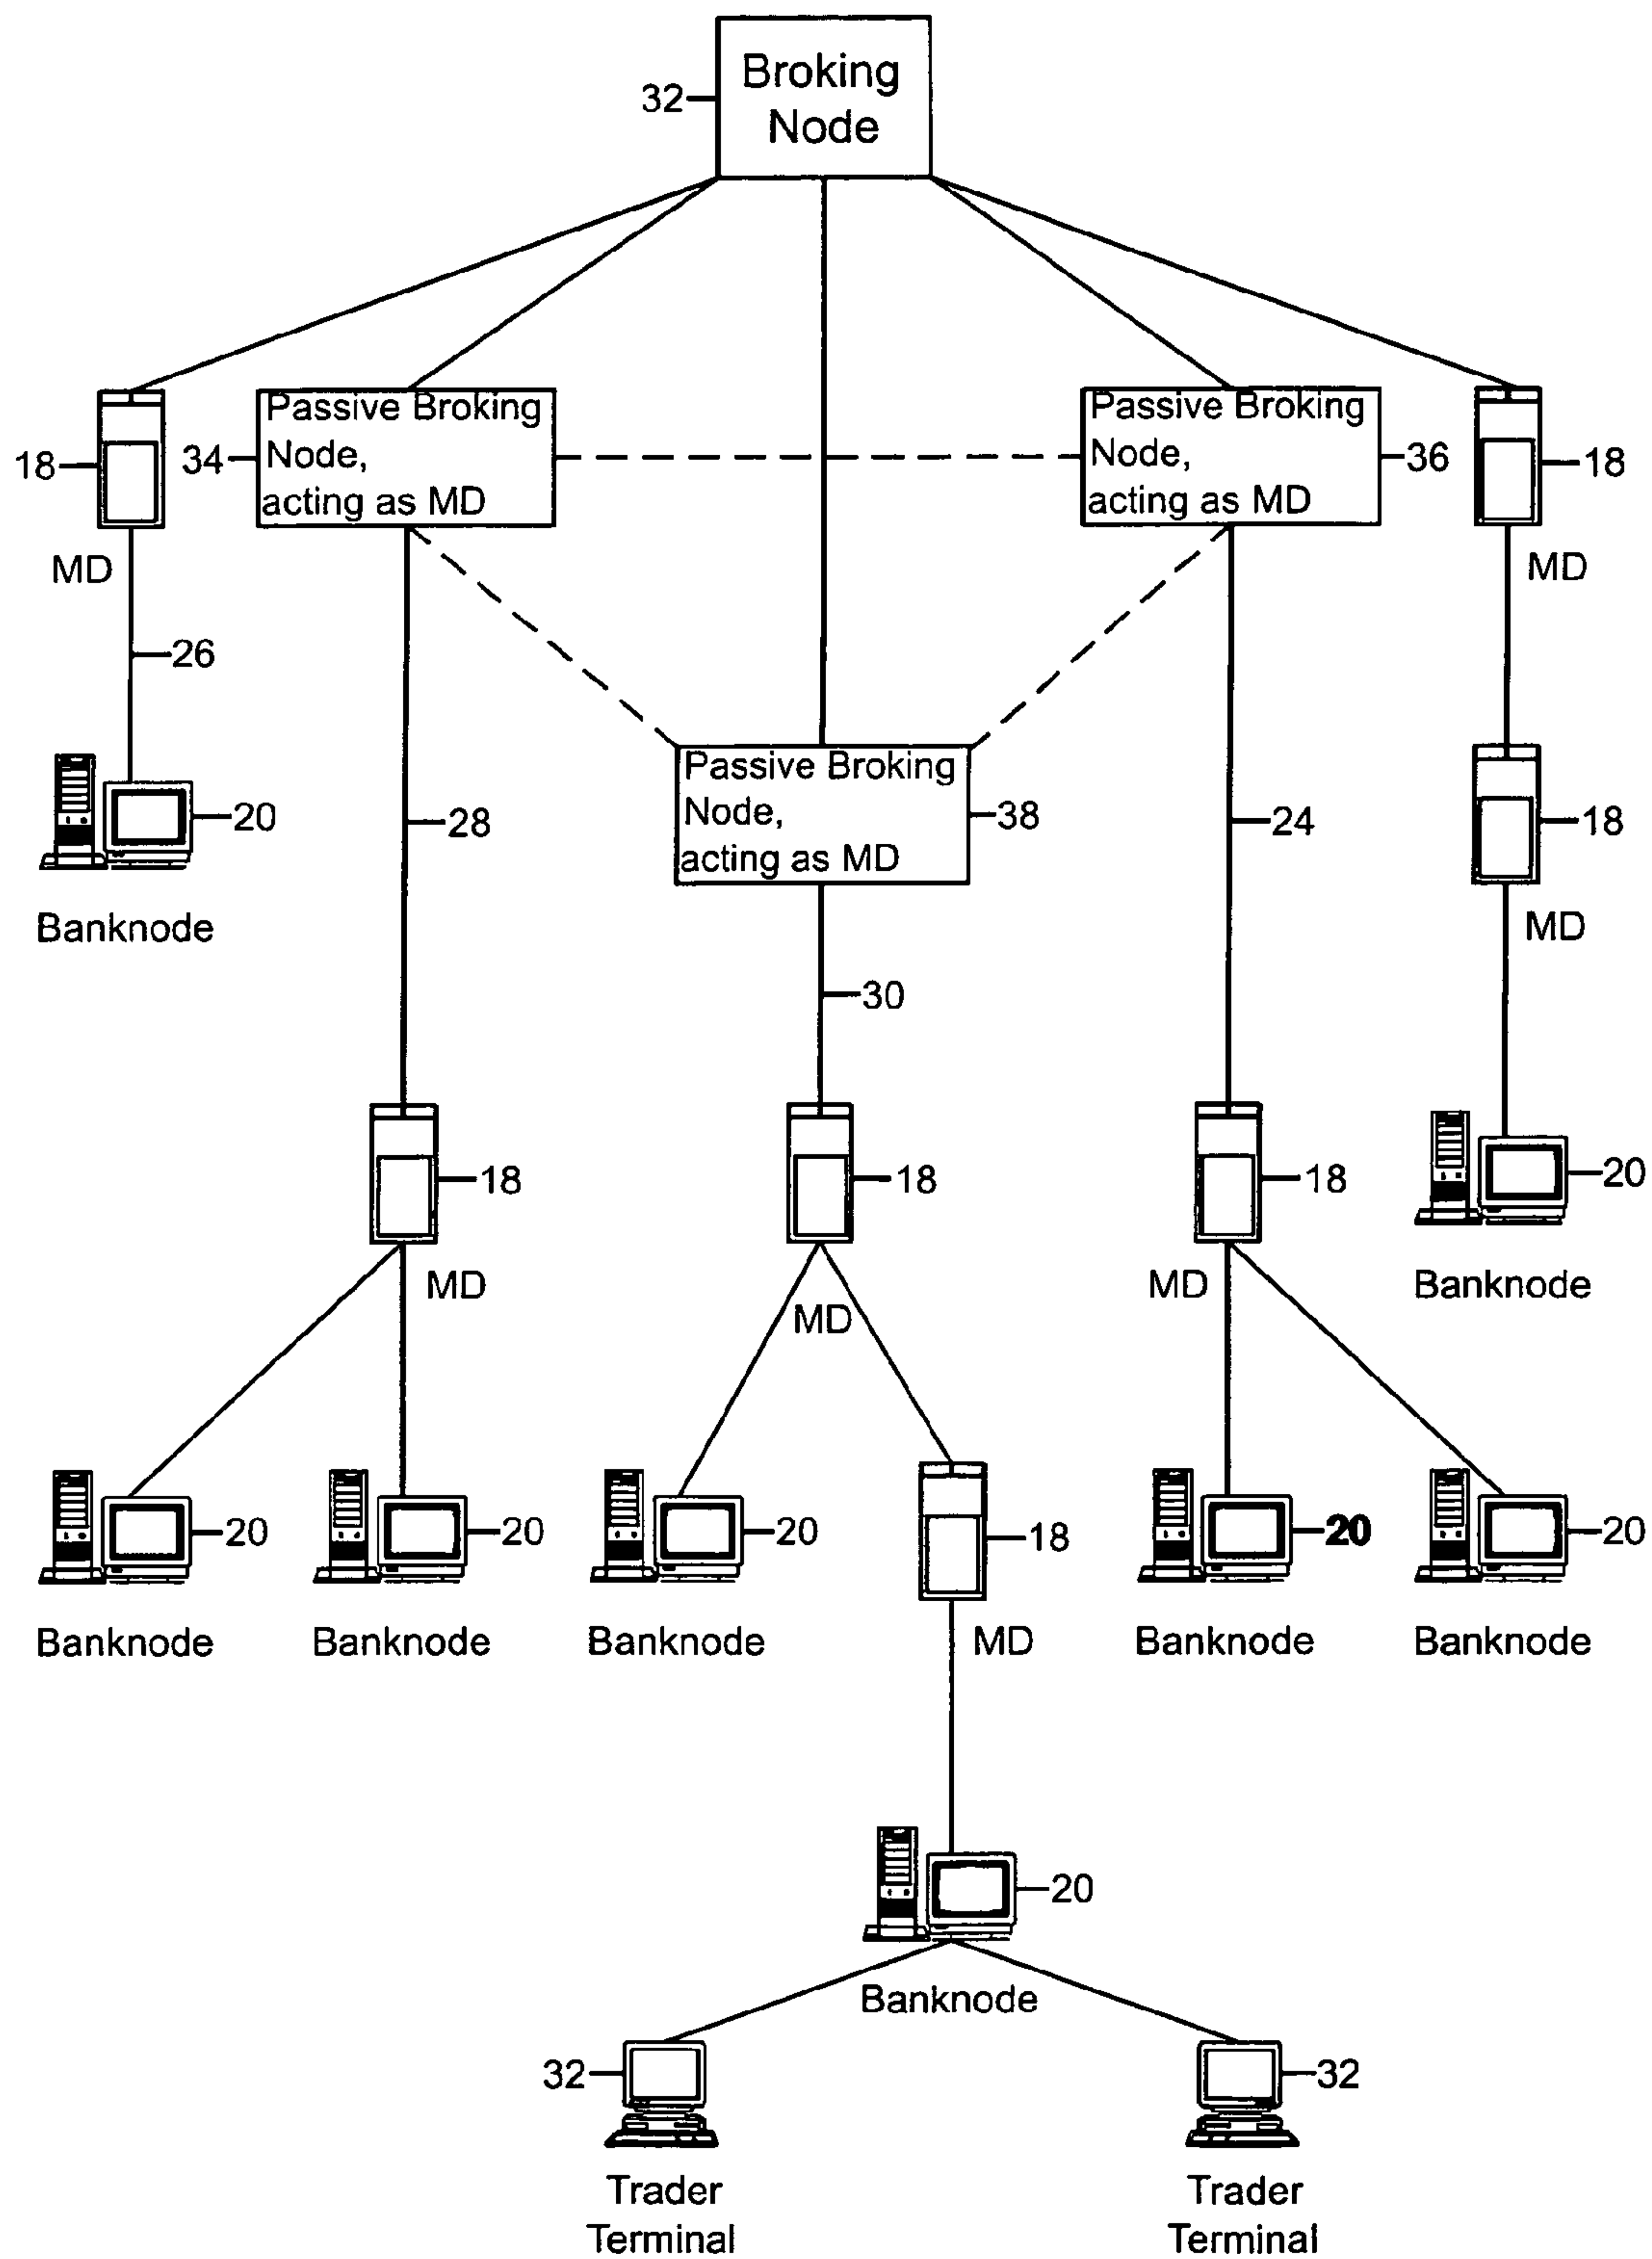 Broking
Node
32
Passive Broking
Node,
acting as MD
34
Passive Broking
Node,
acting as MD
36
18
18
MD
MD
26
Passive Broking
Node,
acting as MD
38
20
28
24
18
Banknode
MD
30
18
18
18
20
MD
MD
MD
Banknode
20
20
20
18
20
20
Banknode
Banknode
Banknode
MD
Banknode
Banknode
20
Banknode
32
32
Trader
Terminal
Trader
Terminal